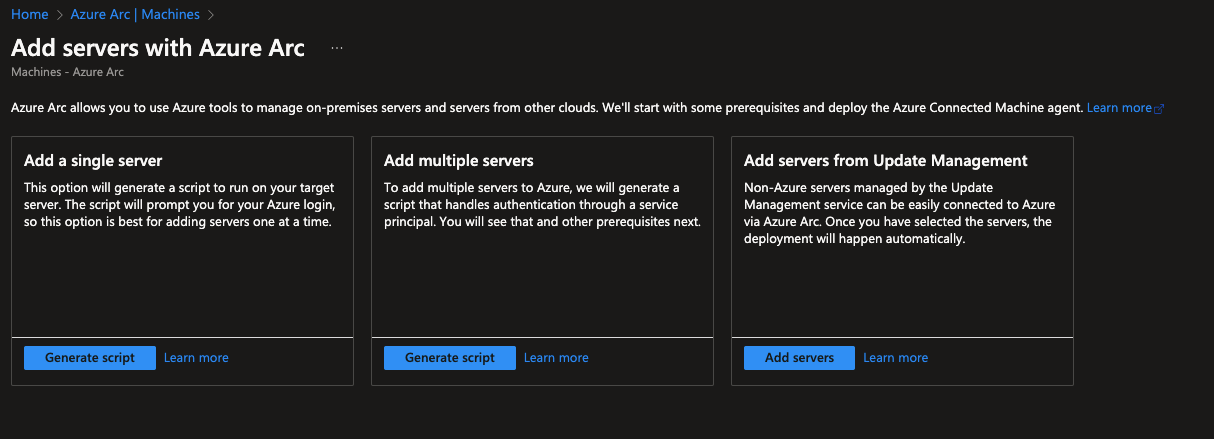 Home > Azure Arc | Machines >
Add servers with Azure Arc ...
Machines - Azure Arc
Azure Arc allows you to use Azure tools to manage on-premises servers and servers from other clouds. We'll start with some prerequisites and deploy the Azure Connected Machine agent. Learn more
Add a single server
This option will generate a script to run on your target
server. The script will prompt you for your Azure login,
so this option is best for adding servers one at a time.
Generate script Learn more
Add multiple servers
To add multiple servers to Azure, we will generate a
script that handles authentication through a service
principal. You will see that and other prerequisites next.
Generate script Learn more
Add servers from Update Management
Non-Azure servers managed by the Update
Management service can be easily connected to Azure
via Azure Arc. Once you have selected the servers, the
deployment will happen automatically.
Add servers Learn more